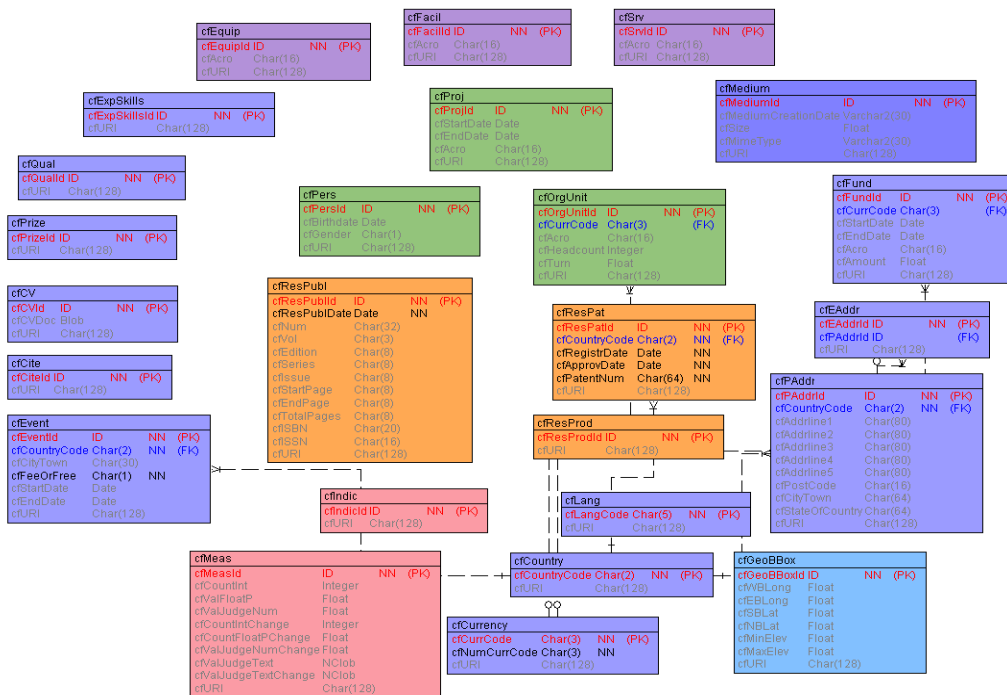 cfEquip
cfEquipId ID NN (PK)
cfAcro Char(16)
cfURI Char(128)
cfFacil
cfFacilId ID NN (PK)
cfAcro Char(16)
cfURI Char(128)
cfSrv
cfSrvId ID NN (PK)
cfAcro Char(16)
cfURI Char(128)
cfExpSkills
cfExpSkillsId ID NN (PK)
cfURI Char(128)
cfProj
cfProjId ID NN (PK)
cfStartDate Date
cfEndDate Date
cfAcro Char(16)
cfURI Char(128)
cfMedium
cfMediumId ID NN (PK)
cfMediumCreationDate Varchar2(30)
cfSize Float
cfMimeType Varchar2(30)
cfURI Char(128)
cfQual
cfQualId ID NN (PK)
cfURI Char(128)
cfPers
cfPersId ID NN (PK)
cfBirthdate Date
cfGender Char(1)
cfURI Char(128)
cfOrgUnit
cfOrgUnitId ID NN (PK)
cfCurrCode Char(3) (FK)
cfAcro Char(16)
cfHeadcount Integer
cfTurn Float
cfURI Char(128)
cfFund
cfFundId ID NN (PK)
cfCurrCode Char(3) (FK)
cfStartDate Date
cfEndDate Date
cfAcro Char(16)
cfAmount Float
cfURI Char(128)
cfPrize
cfPrizeId ID NN (PK)
cfURI Char(128)
cfCV
cfCVId ID NN (PK)
cfCVDoc Blob
cfURI Char(128)
cfResPubl
cfResPublId ID NN (PK)
cfResPublDate Date NN
cfNum Char(32)
cfVol Char(3)
cfEdition Char(8)
cfSeries Char(8)
cfIssue Char(8)
cfStartPage Char(8)
cfEndPage Char(8)
cfTotalPages Char(8)
cfISBN Char(20)
cfISSN Char(16)
cfURI Char(128)
cfResPat
cfResPatId ID NN (PK)
cfCountryCode Char(2) NN (FK)
cfRegistrDate Date NN
cfApprovDate Date NN
cfPatentNum Char(64) NN
cfURI Char(128)
cfEAddr
cfEAddrId ID NN (PK)
cfPAddrId ID (FK)
cfURI Char(128)
cfCite
cfCiteId ID NN (PK)
cfURI Char(128)
cfPAddr
cfPAddrId ID NN (PK)
cfCountryCode Char(2) NN (FK)
cfAddrline1 Char(80)
cfAddrline2 Char(80)
cfAddrline3 Char(80)
cfAddrline4 Char(80)
cfAddrline5 Char(80)
cfPostCode Char(16)
cfCityTown Char(64)
cfStateOfCountry Char(64)
cfURI Char(128)
cfEvent
cfEventId ID NN (PK)
cfCountryCode Char(2) NN (FK)
cfCityTown Char(30)
cfFeeOrFree Char(1) NN
cfStartDate Date
cfEndDate Date
cfURI Char(128)
cfResProd
cfResProdId ID NN (PK)
cfURI Char(128)
cfIndic
cfIndicId ID NN (PK)
cfURI Char(128)
cfLang
cfLangCode Char(5) NN (PK)
cfURI Char(128)
cfMeas
cfMeasId ID NN (PK)
cfCountInt Integer
cfValFloatP Float
cfValJudgeNum Float
cfCountIntChange Integer
cfCountFloatPChange Float
cfValJudgeNumChange Float
cfValJudgeText NClob
cfValJudgeTextChange NClob
cfURI Char(128)
cfCountry
cfCountryCode Char(2) NN (PK)
cfURI Char(128)
cfGeoBBox
cfGeoBBoxId ID NN (PK)
cfWBLong Float
cfEBLong Float
cfSBLat Float
cfNBLat Float
cfMinElev Float
cfMaxElev Float
cfURI Char(128)
cfCurrency
cfCurrCode Char(3) NN (PK)
cfNumCurrCode Char(3) NN